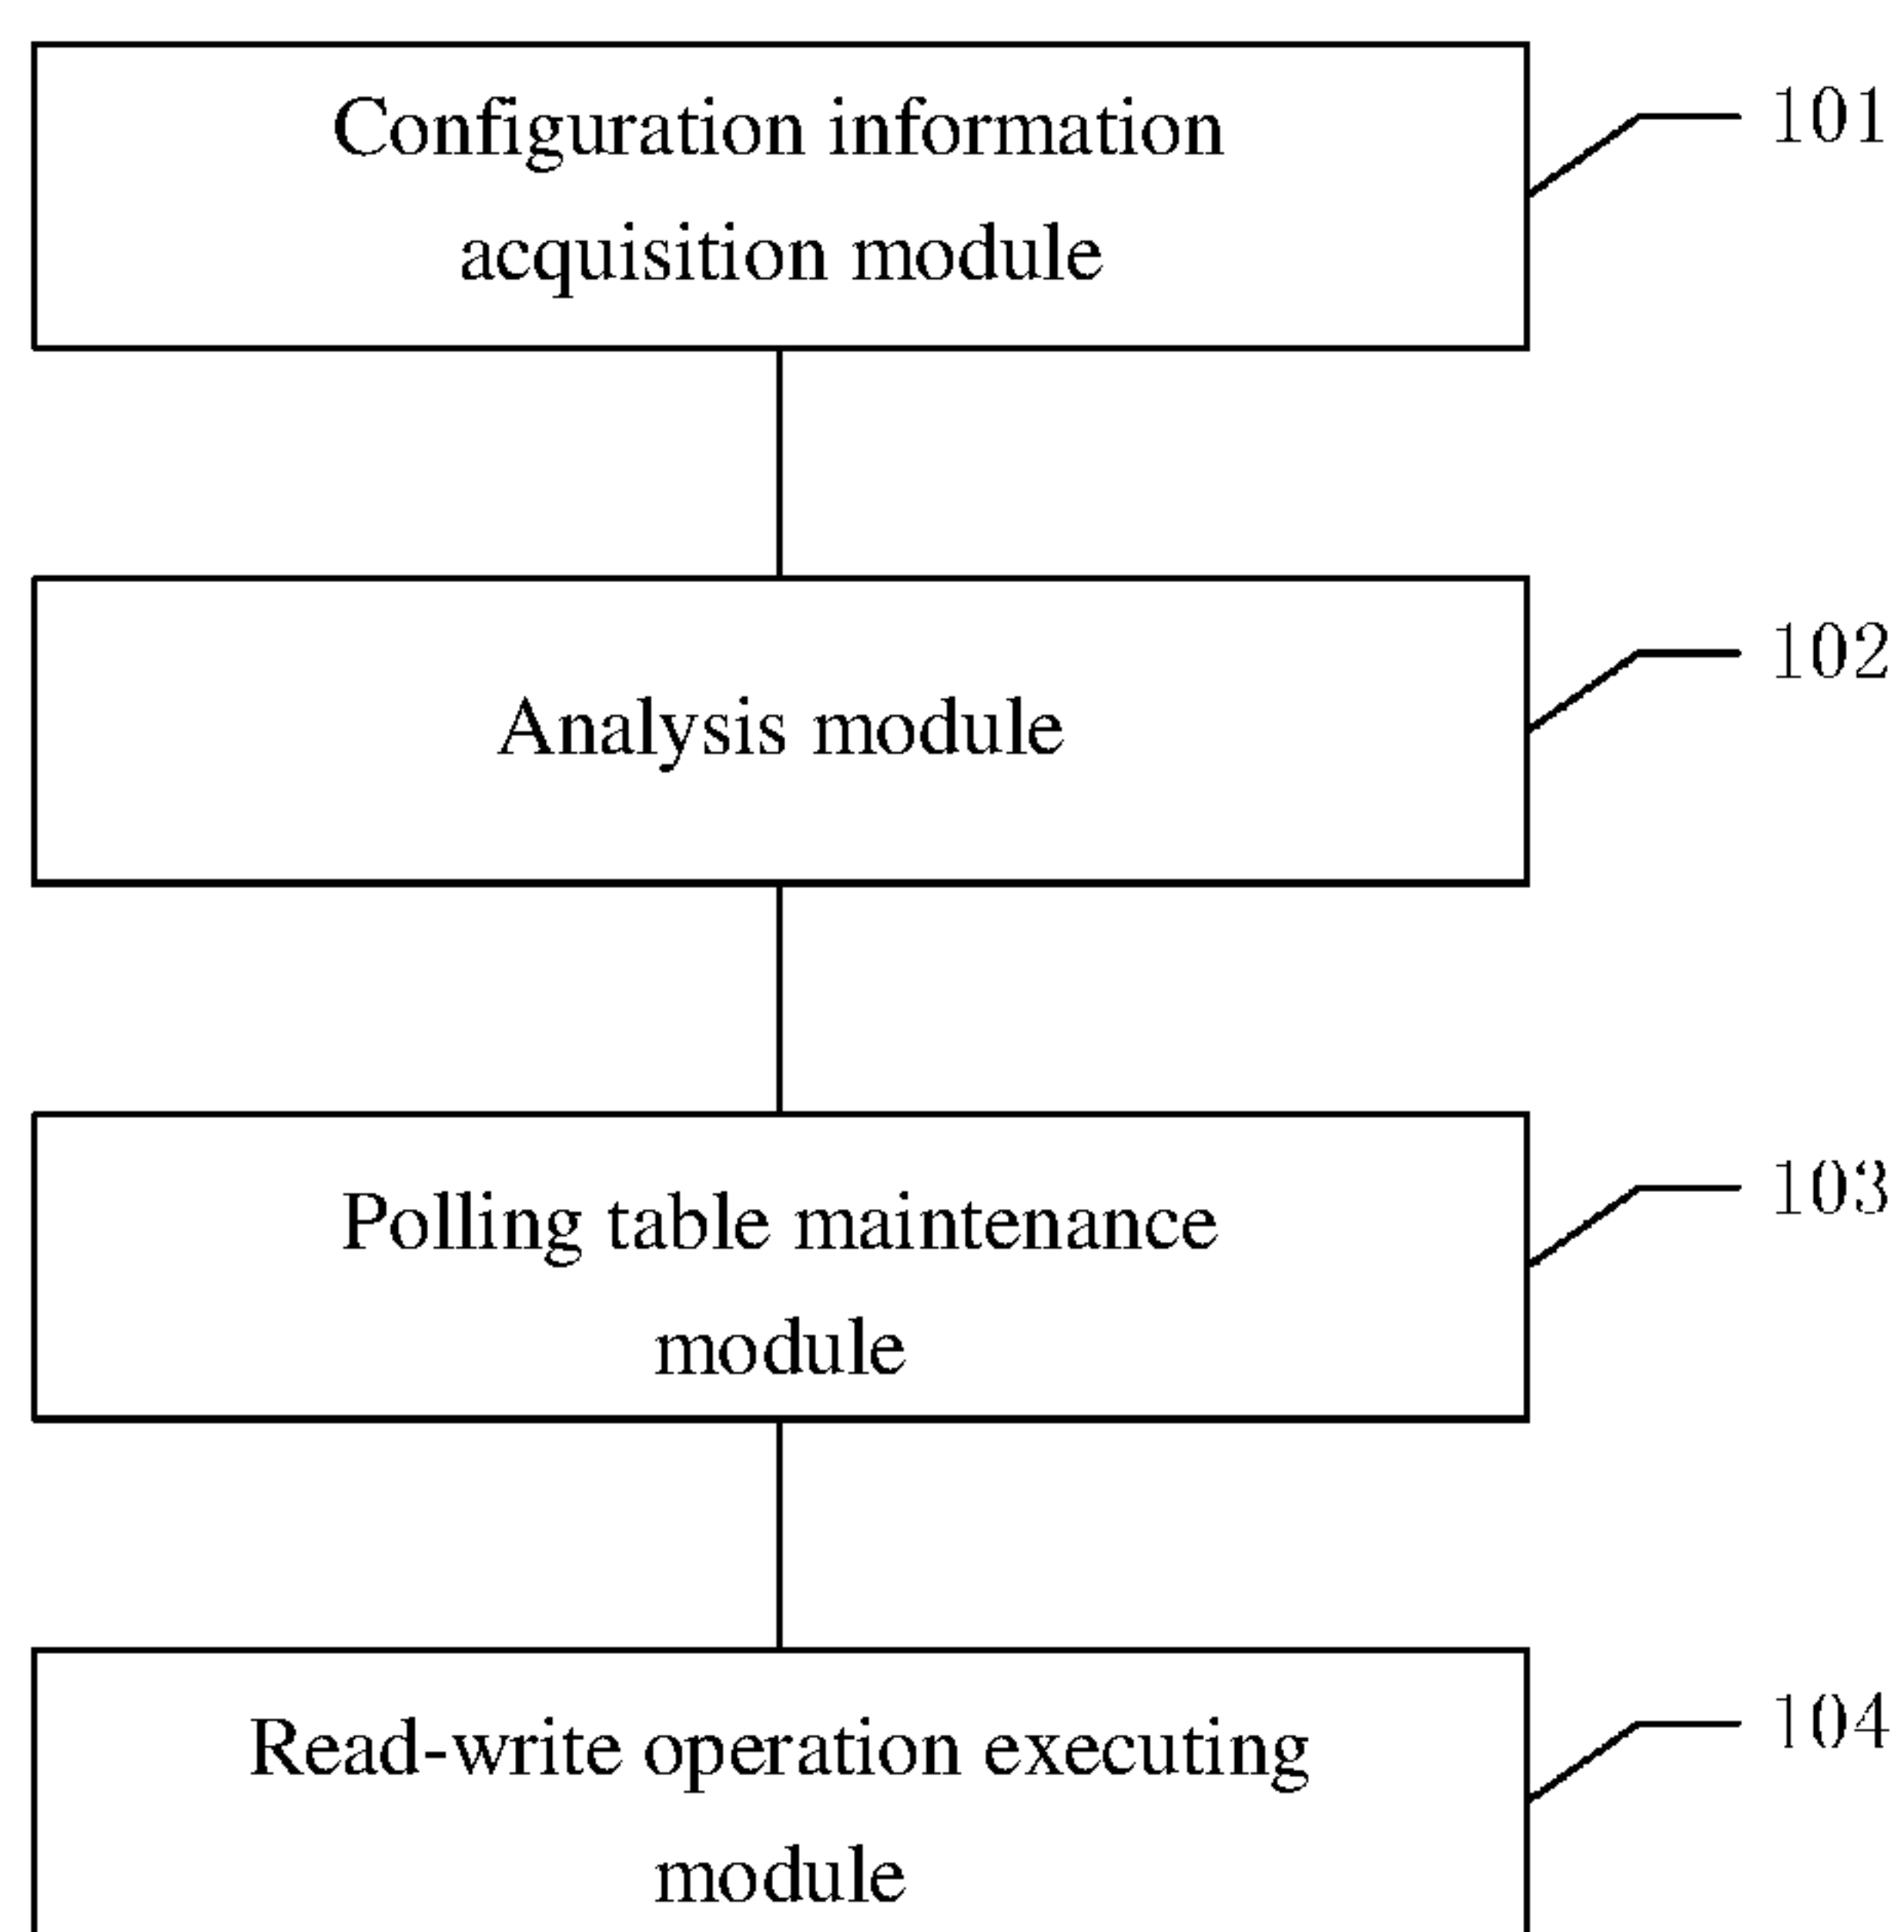 Configuration information
acquisition module
101
Analysis module
102
Polling table maintenance
module
103
Read-write operation executing
module
104